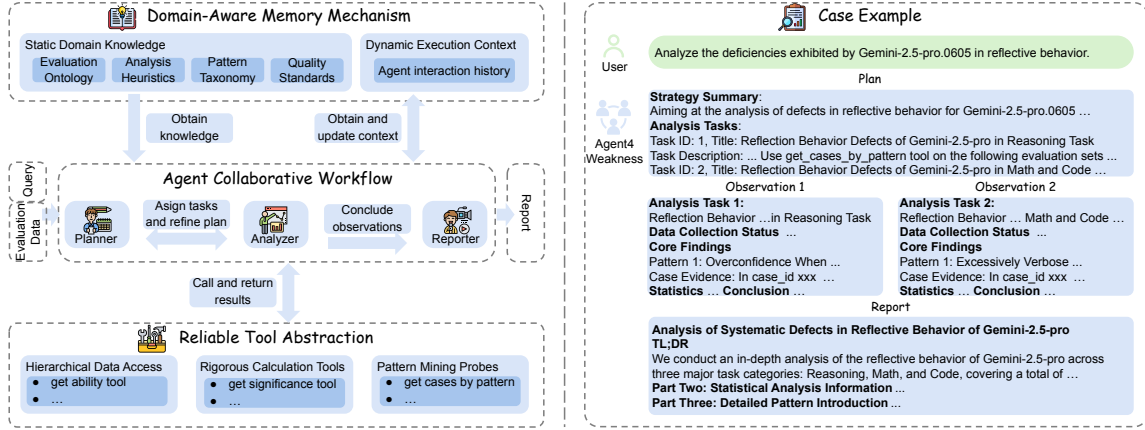 Domain-Aware Memory Mechanism
Static Domain Knowledge
Evaluation
Ontology
Analysis
Heuristics
Pattern
Taxonomy
Quality
Standards
Dynamic Execution Context
Agent interaction history
Obtain
knowledge
Obtain and
update context
Query
Evaluation
Data
Agent Collaborative Workflow
Planner
Asign tasks
and refine plan
Analyzer
Conclude
observations
Reporter
Report
Call and return
results
Reliable Tool Abstraction
Hierarchical Data Access
● get ability tool
● ...
Rigorous Calculation Tools
● get significance tool
● ...
Pattern Mining Probes
● get cases by pattern
● ...
Case Example
User
Analyze the deficiencies exhibited by Gemini-2.5-pro.0605 in reflective behavior.
Plan
Agent4
Weakness
Strategy Summary:
Aiming at the analysis of defects in reflective behavior for Gemini-2.5-pro.0605 ...
Analysis Tasks:
Task ID: 1, Title: Reflection Behavior Defects of Gemini-2.5-pro in Reasoning Task
Task Description: ... Use get_cases_by_pattern tool on the following evaluation sets ...
Task ID: 2, Title: Reflection Behavior Defects of Gemini-2.5-pro in Math and Code ...
Observation 1
Analysis Task 1:
Reflection Behavior ...in Reasoning Task
Data Collection Status ...
Core Findings
Pattern 1: Overconfidence When ...
Case Evidence: In case_id xxx ...
Statistics ... Conclusion ...
Observation 2
Analysis Task 2:
Reflection Behavior ... Math and Code ...
Data Collection Status ...
Core Findings
Pattern 1: Excessively Verbose ...
Case Evidence: In case_id xxx ...
Statistics ... Conclusion ...
Report
Analysis of Systematic Defects in Reflective Behavior of Gemini-2.5-pro
TL;DR
We conduct an in-depth analysis of the reflective behavior of Gemini-2.5-pro across
three major task categories: Reasoning, Math, and Code, covering a total of ...
Part Two: Statistical Analysis Information ...
Part Three: Detailed Pattern Introduction ...